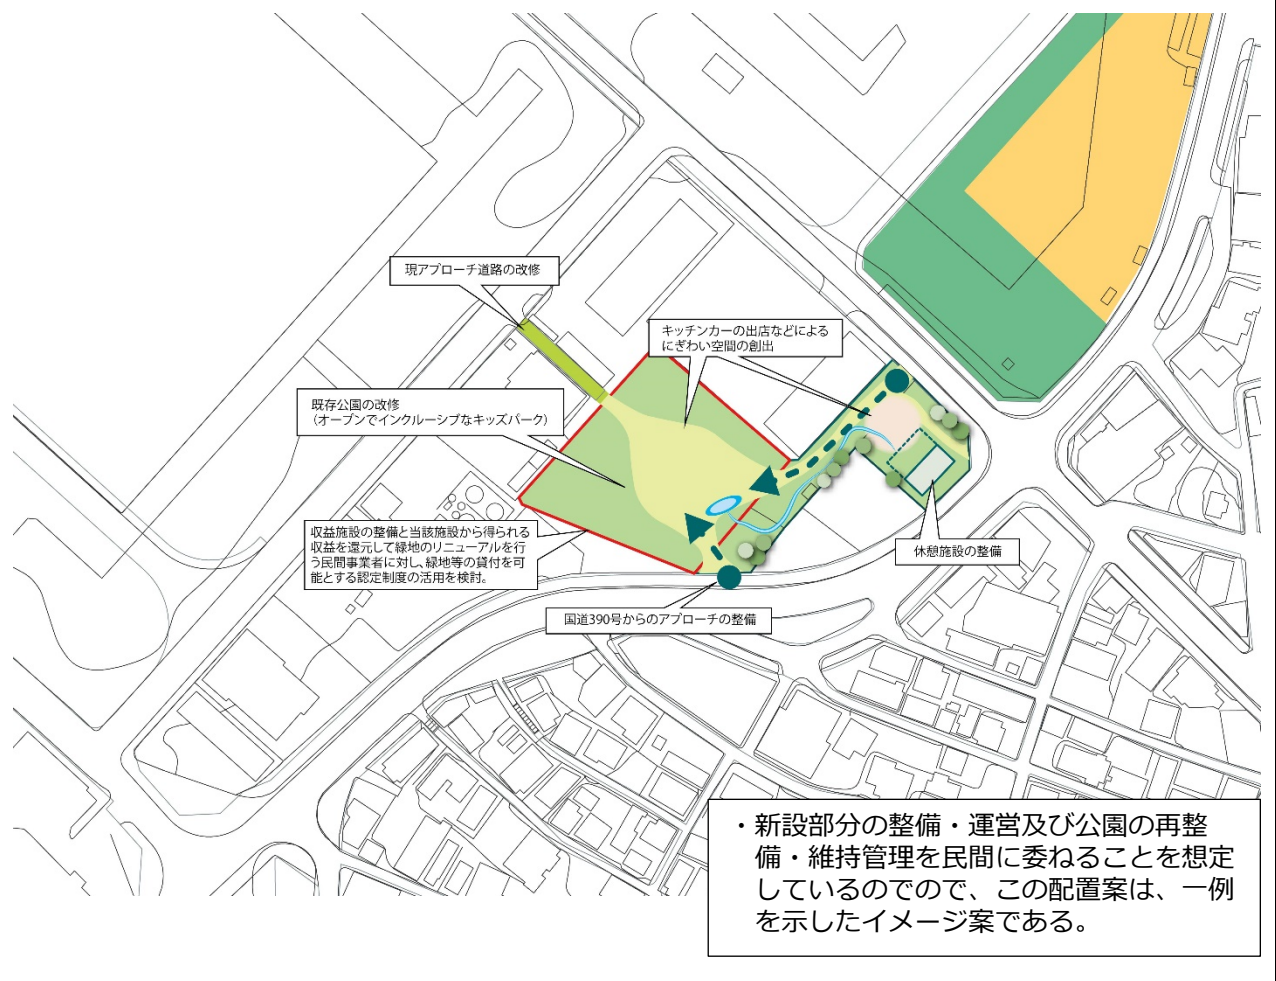 現アプローチ道路の改修
キッチンカーの出店などによる
にぎわい空間の創出
既存公園の改修
（オープンでインクルーシブなキッズパーク）
収益施設の整備と当該施設から得られる
収益を還元して緑地のリニューアルを行
う民間事業者に対し、緑地等の貸付を可
能とする認定制度の活用を検討。
休憩施設の整備
国道390号からのアプローチの整備
・新設部分の整備・運営及び公園の再整
備・維持管理を民間に委ねることを想定
しているのでので、この配置案は、一例
を示したイメージ案である。